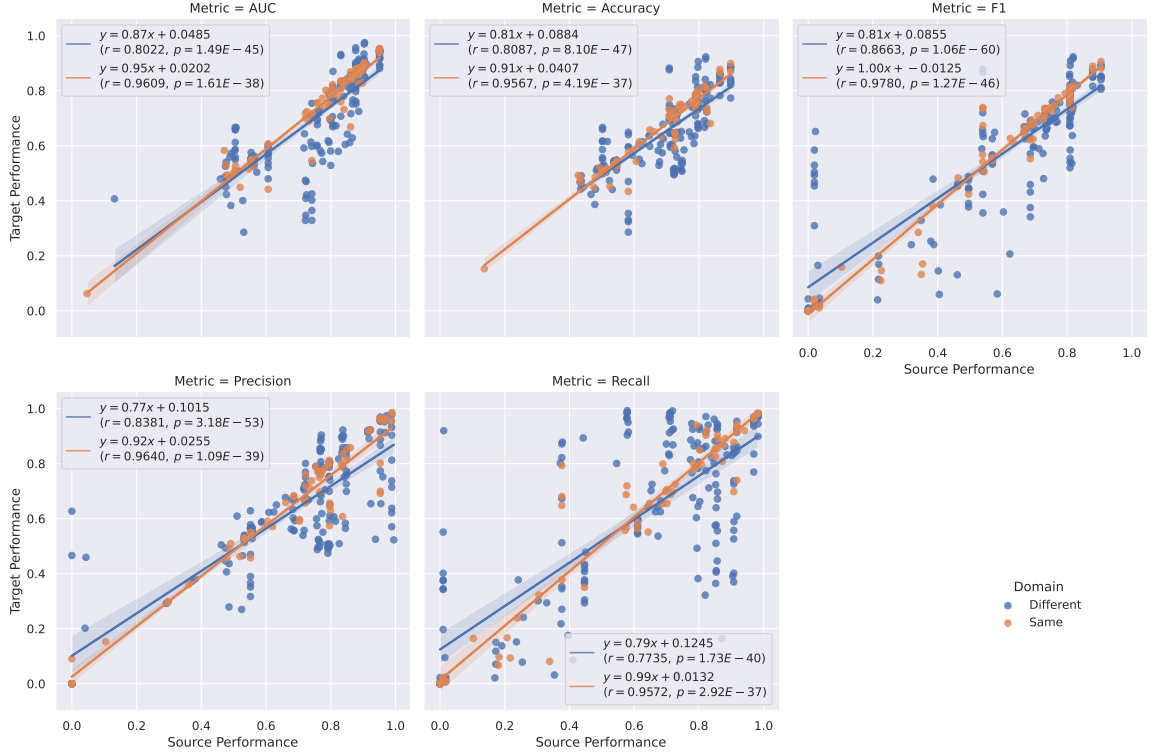 Metric = AUC
y = 0.87x + 0.0485
(r = 0.8022, p = 1.49E − 45)
y = 0.95x + 0.0202
(r = 0.9609, p = 1.61E − 38)
1.0
0.8
0.6
0.4
0.2
0.0
Target Performance
Metric = Accuracy
y = 0.81x + 0.0884
(r = 0.8087, p = 8.10E − 47)
y = 0.91x + 0.0407
(r = 0.9567, p = 4.19E − 37)
Metric = F1
y = 0.81x + 0.0855
(r = 0.8663, p = 1.06E − 60)
y = 1.00x + −0.0125
(r = 0.9780, p = 1.27E − 46)
0.0 0.2 0.4 0.6 0.8 1.0
Source Performance
Metric = Precision
y = 0.77x + 0.1015
(r = 0.8381, p = 3.18E − 53)
y = 0.92x + 0.0255
(r = 0.9640, p = 1.09E − 39)
1.0
0.8
0.6
0.4
0.2
0.0
Target Performance
0.0 0.2 0.4 0.6 0.8 1.0
Source Performance
Metric = Recall
y = 0.79x + 0.1245
(r = 0.7735, p = 1.73E − 40)
y = 0.99x + 0.0132
(r = 0.9572, p = 2.92E − 37)
0.0 0.2 0.4 0.6 0.8 1.0
Source Performance
Domain
Different
Same